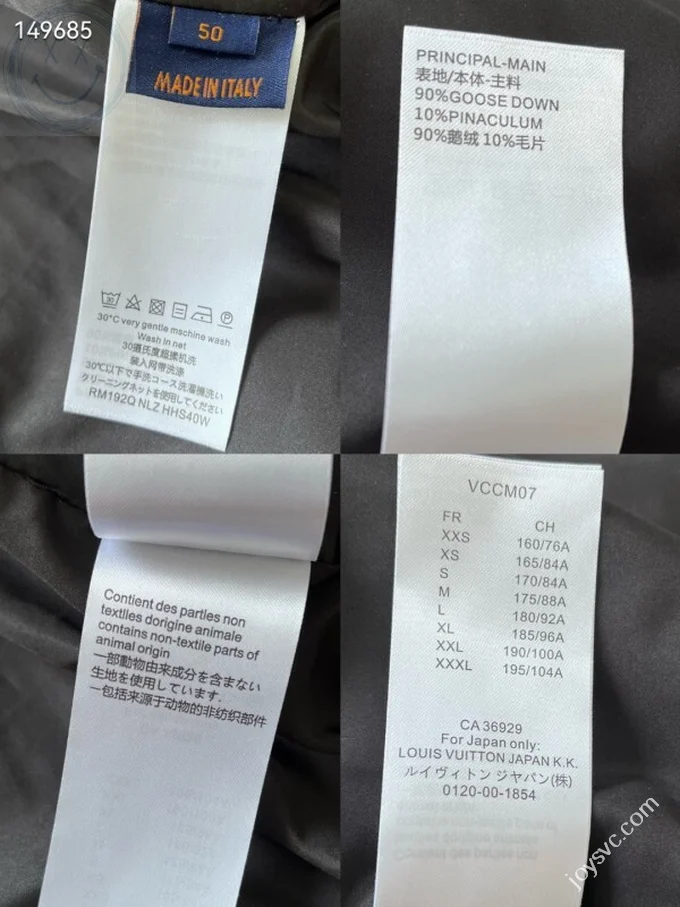 149685
50
MADE IN ITALY
30
P
30°C very gentle mschine wash
Wash in net
30道氏度超揉机洗
装入网带洗涤
30℃以下で手洗コース洗濯機洗い
クリーニングネットを使用してください
RM192Q NLZ HHS40W
PRINCIPAL-MAIN
表地/本体-主料
90%GOOSE DOWN
10%PINACULUM
90%鹅绒 10%毛片
Contient des parties non
textlles dorigine animale
contains non-textile parts of
animal origin
一部動物由来成分を含まない
生地を使用しています.
一包括来源于动物的非纺织部件
VCCM07
FR CH
XXS 160/76A
XS 165/84A
S 170/84A
M 175/88A
L 180/92A
XL 185/96A
XXL 190/100A
XXXL 195/104A
CA 36929
For Japan only:
LOUIS VUITTON JAPAN K.K.
ルイ ヴィトン ジャパン(株)
0120-00-1854
joysvc.com